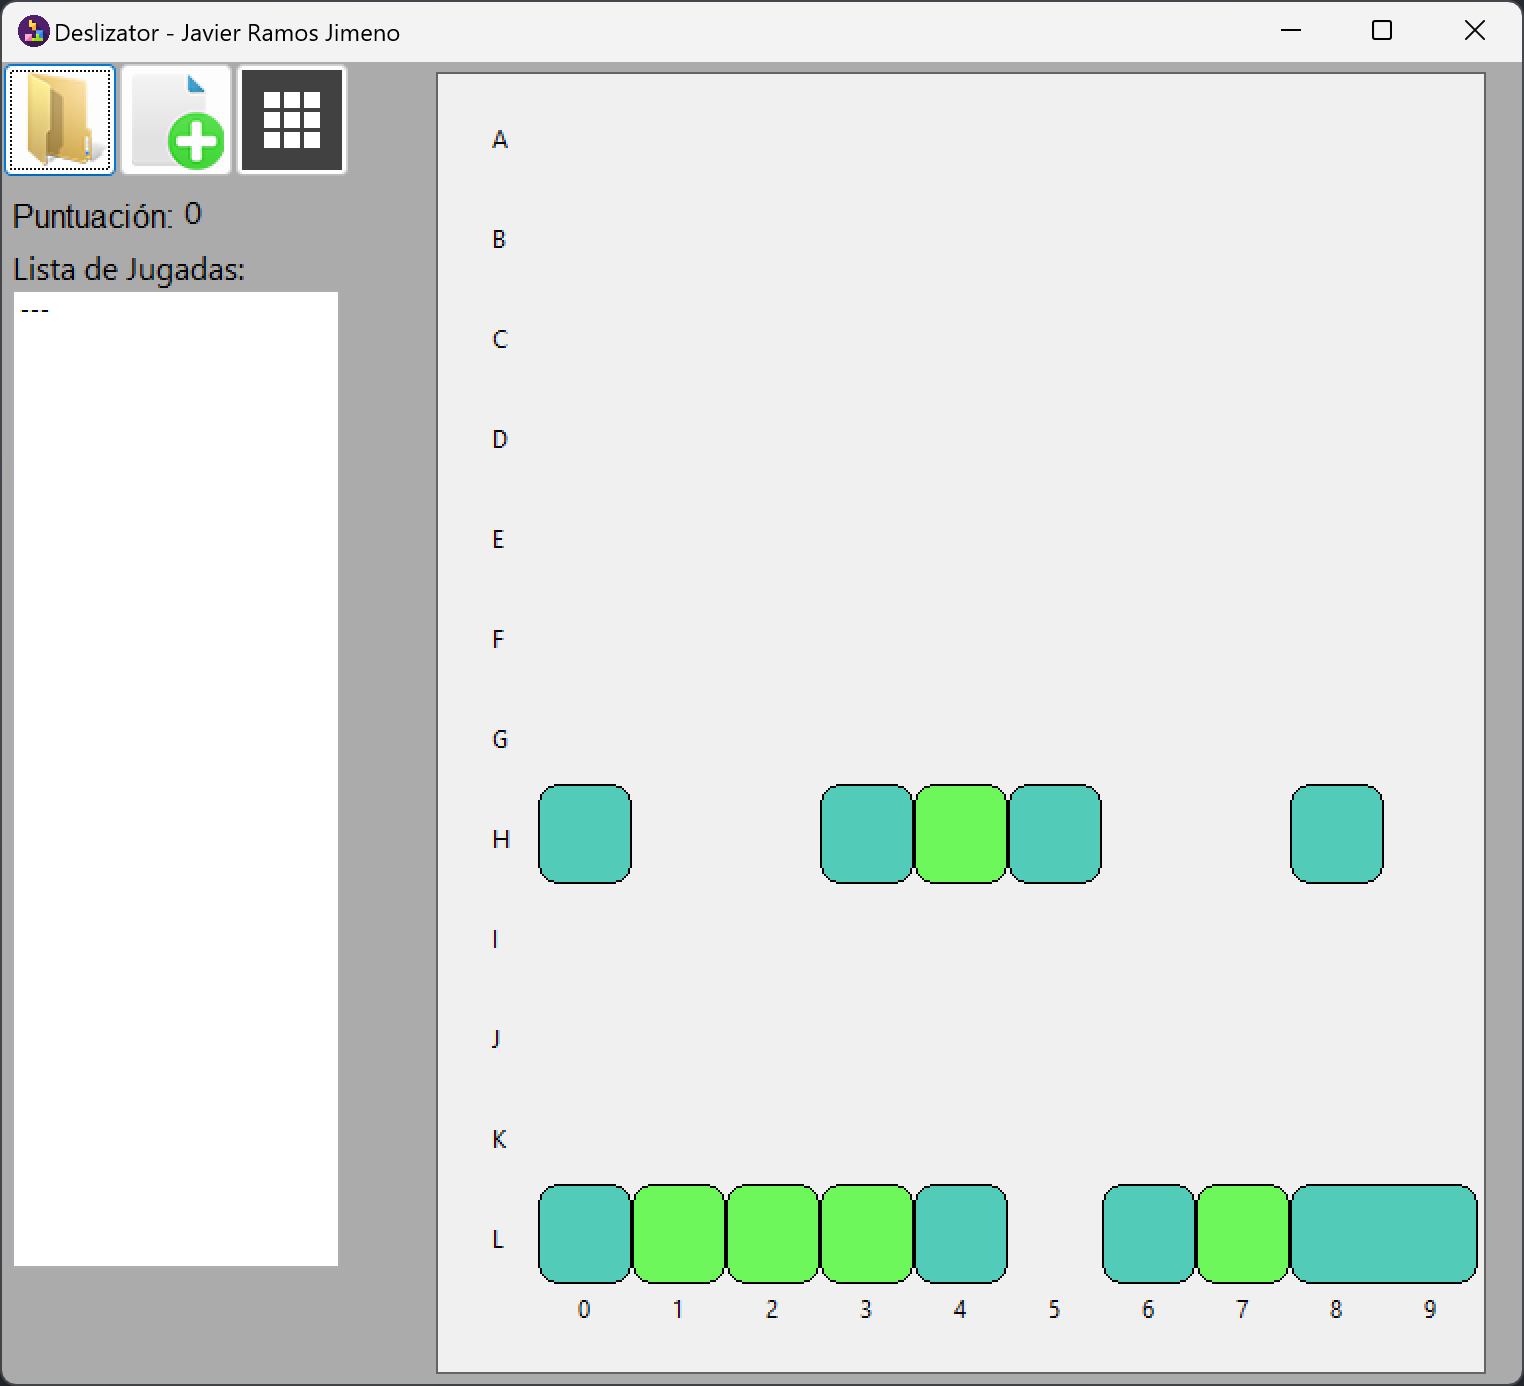 Deslizator - Javier Ramos Jimeno
Puntuación: 0
Lista de Jugadas:
---
A
B
C
D
E
F
G
H
I
J
K
L
0 1 2 3 4 5 6 7 8 9